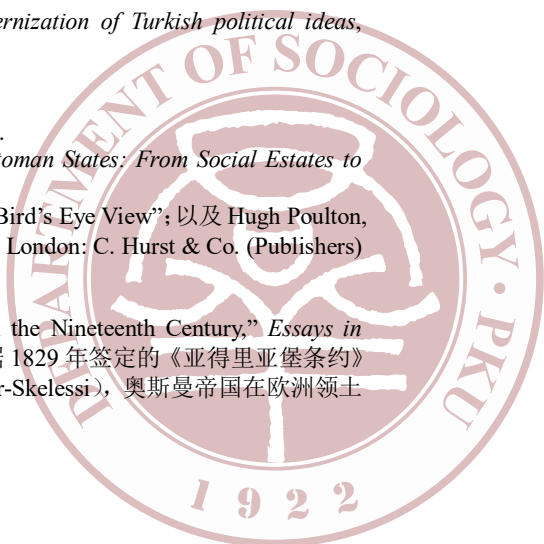 ernization of Turkish political ideas,
.
toman States: From Social Estates to
Bird’s Eye View”; 以及 Hugh Poulton,
London: C. Hurst & Co. (Publishers)
the Nineteenth Century,” Essays in
居 1829 年签定的《亚得里亚堡条约》
r-Skelessi），奥斯曼帝国在欧洲领土
DEPARTMENT OF SOCIOLOGY · PKU
1922